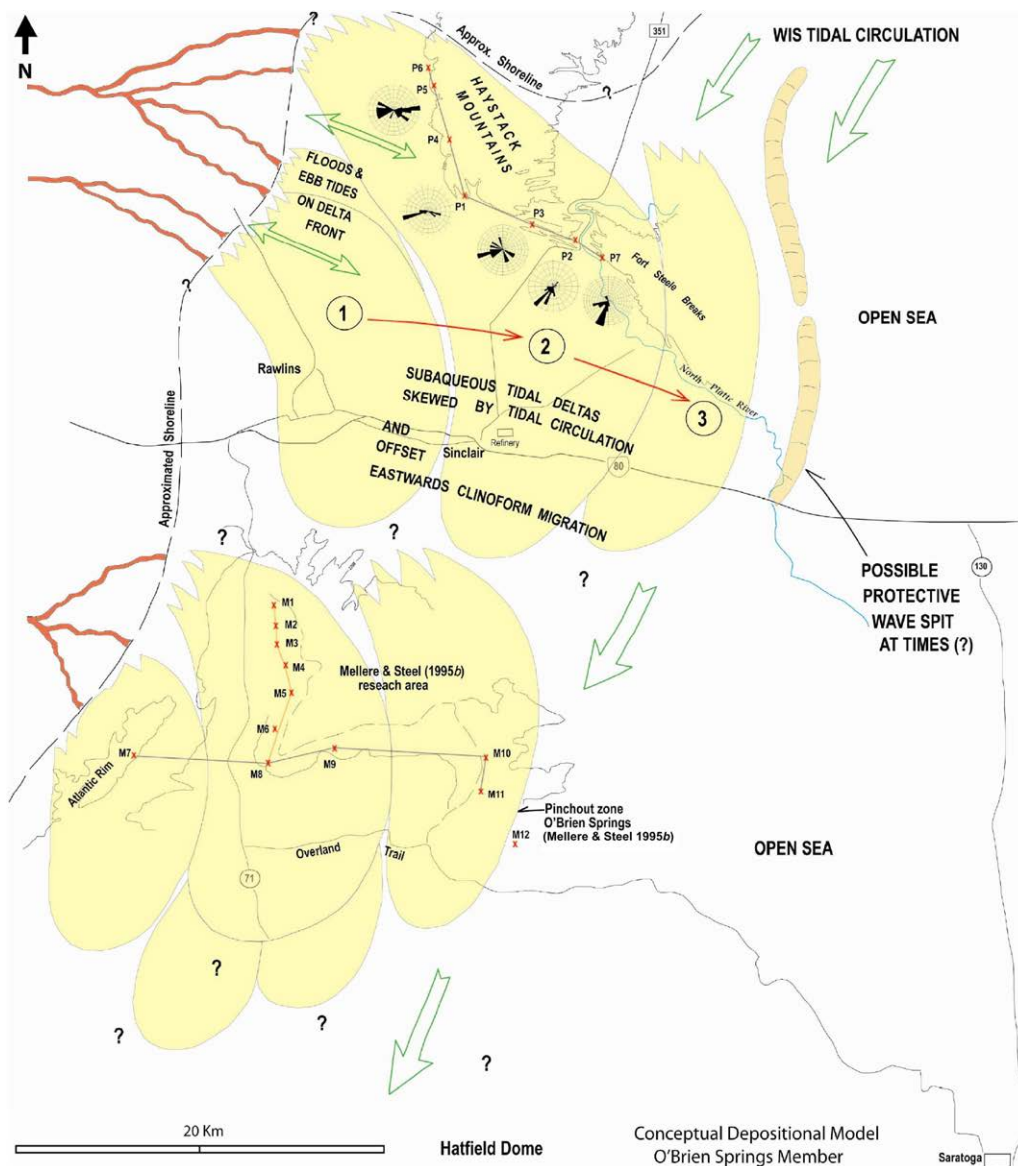 N
?
351
WIS TIDAL CIRCULATION
Approx. Shoreline
?
P6
P5
HAYSTACK
MOUNTAINS
P4
FLOODS &
EBB TIDES
ON DELTA
FRONT
P1
P3
P2
P7
Fort Steele Breaks
?
1
2
3
OPEN SEA
North Platte River
Rawlins
SUBAQUEOUS TIDAL DELTAS
SKEWED BY TIDAL CIRCULATION
AND
OFFSET
EASTWARDS CLINOFORM MIGRATION
Sinclair
Refinery
80
Approximated Shoreline
?
?
?
130
POSSIBLE
PROTECTIVE
WAVE SPIT
AT TIMES (?)
M1
M2
M3
M4
M5
M6
Mellere & Steel (1995b)
reseach area
M7
M8
M9
M10
M11
M12
Atlantic Rim
Pinchout zone
O'Brien Springs
(Mellere & Steel 1995b)
Overland
Trail
71
OPEN SEA
?
?
?
?
20 Km
Hatfield Dome
Conceptual Depositional Model
O'Brien Springs Member
Saratoga